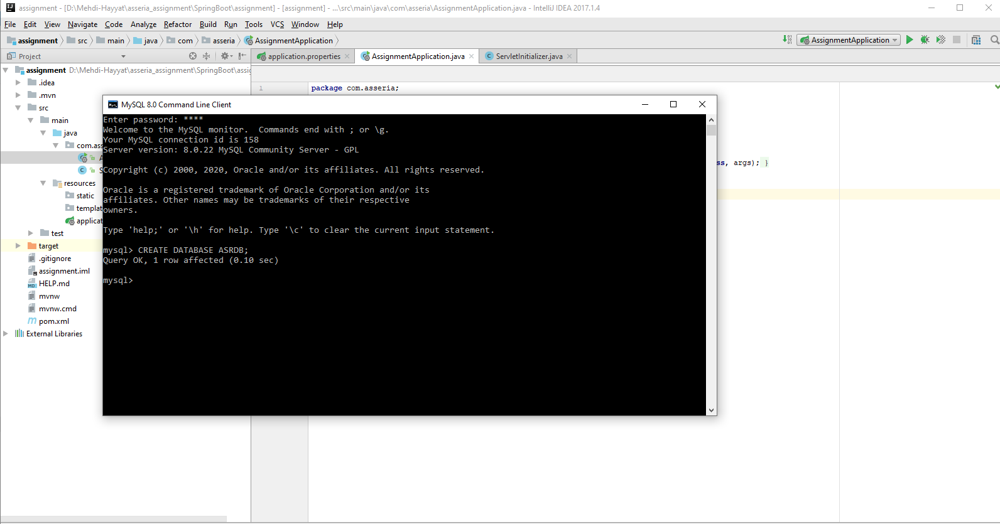 assignment - [D:\Mehdi-Hayyat\asseria_assignment\SpringBoot\assignment] - [assignment] - ...\src\main\java\com\asseria\AssignmentApplication.java - IntelliJ IDEA 2017.1.4
File Edit View Navigate Code Analyze Refactor Build Run Tools VCS Window Help
assignment src main java com asseria AssignmentApplication AssignmentApplication
Project application.properties AssignmentApplication.java ServletInitializer.java
assignment D:\Mehdi-Hayyat\asseria_assignment\SpringBoot\assig
.idea
.mvn
src
main
java
com.ass
A
S
resources
static
templat
applicat
test
target
.gitignore
assignment.iml
HELP.md
mvnw
mvnw.cmd
pom.xml
External Libraries
1 package com.asseria;
ss, args); }
MySQL 8.0 Command Line Client
Enter password: ****
Welcome to the MySQL monitor.  Commands end with ; or \g.
Your MySQL connection id is 158
Server version: 8.0.22 MySQL Community Server - GPL
Copyright (c) 2000, 2020, Oracle and/or its affiliates. All rights reserved.
Oracle is a registered trademark of Oracle Corporation and/or its
affiliates. Other names may be trademarks of their respective
owners.
Type 'help;' or '\h' for help. Type '\c' to clear the current input statement.
mysql> CREATE DATABASE ASRDB;
Query OK, 1 row affected (0.10 sec)
mysql>